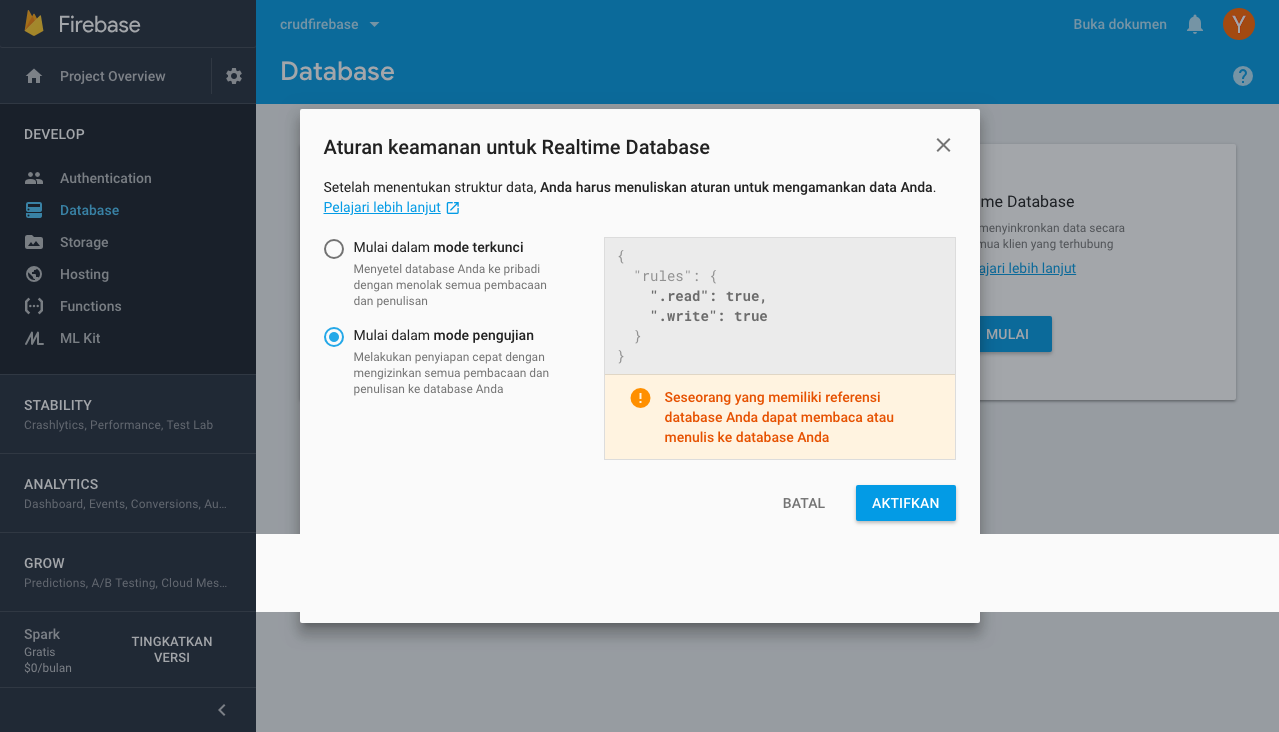 Firebase
crudfirebase
Buka dokumen
Y
Project Overview
Database
?
DEVELOP
Authentication
Database
Storage
Hosting
Functions
ML Kit
STABILITY
Crashlytics, Performance, Test Lab
ANALYTICS
Dashboard, Events, Conversions, Au...
GROW
Predictions, A/B Testing, Cloud Mes...
Spark
Gratis
$0/bulan
TINGKATKAN
VERSI
Aturan keamanan untuk Realtime Database
Setelah menentukan struktur data, Anda harus menuliskan aturan untuk mengamankan data Anda.
Pelajari lebih lanjut
Mulai dalam mode terkunci
Menyetel database Anda ke pribadi
dengan menolak semua pembacaan
dan penulisan
Mulai dalam mode pengujian
Melakukan penyiapan cepat dengan
mengizinkan semua pembacaan dan
penulisan ke database Anda
{
"rules": {
".read": true,
".write": true
}
}
Seseorang yang memiliki referensi
database Anda dapat membaca atau
menulis ke database Anda
BATAL
AKTIFKAN
me Database
menyinkronkan data secara
mua klien yang terhubung
ajari lebih lanjut
MULAI